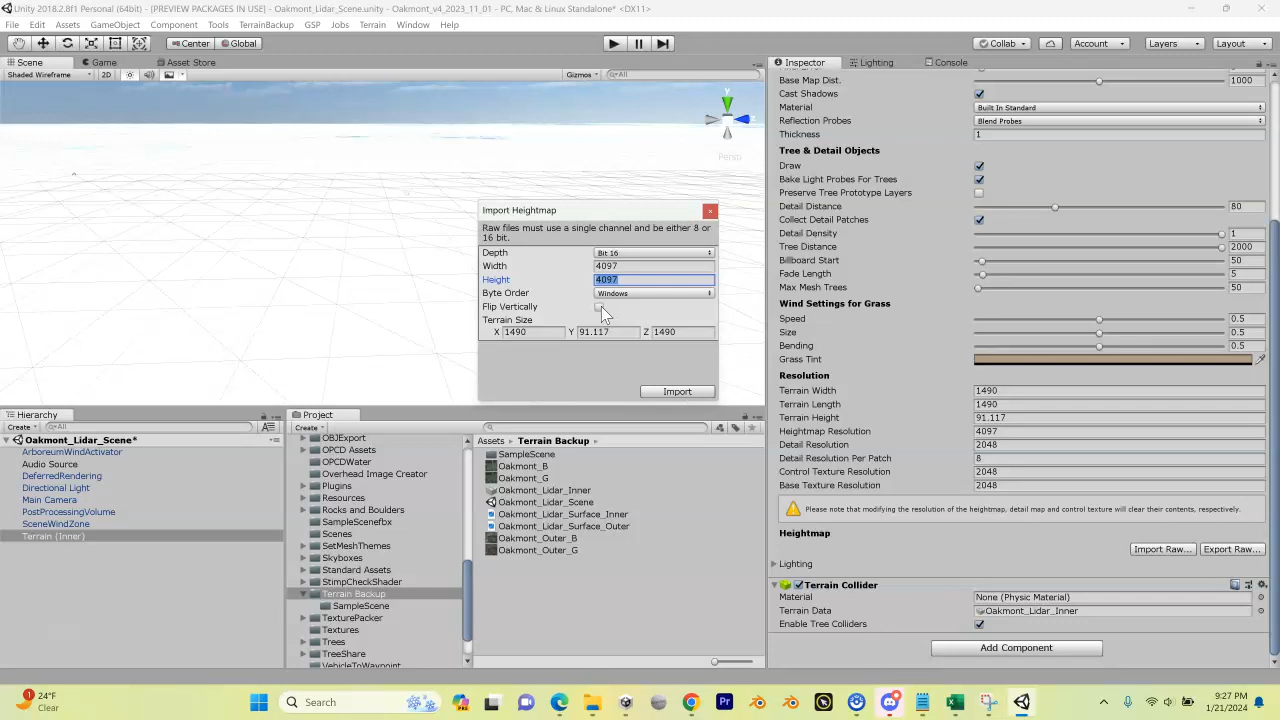 Unity 2018.2.8f1 Personal (64bit) - [PREVIEW PACKAGES IN USE] - Oakmont_Lidar_Scene.unity - Oakmont_v4_2023_11_01 - PC, Mac & Linux Standalone* <DX11>
File Edit Assets GameObject Component Tools TerrainBackup GSP Jobs Terrain Window Help
Center Global Collab Account Layers Layout
Scene Game Asset Store
Shaded Wireframe 2D Gizmos All
y
Persp
Import Heightmap
Raw files must use a single channel and be either 8 or
16 bit.
Depth Bit 16
Width 4097
Height 4097
Byte Order Windows
Flip Vertically
Terrain Size
X 1490 Y 91.117 Z 1490
Import
Inspector Lighting Console
Base Map Dist. 1000
Cast Shadows
Material Built In Standard
Reflection Probes Blend Probes
Thickness 1
Tree & Detail Objects
Draw
Bake Light Probes For Trees
Preserve Tree Prototype Layers
Detail Distance 80
Collect Detail Patches
Detail Density 1
Tree Distance 2000
Billboard Start 50
Fade Length 5
Max Mesh Trees 50
Wind Settings for Grass
Speed 0.5
Size 0.5
Bending 0.5
Grass Tint
Resolution
Terrain Width 1490
Terrain Length 1490
Terrain Height 91.117
Heightmap Resolution 4097
Detail Resolution 2048
Detail Resolution Per Patch 8
Control Texture Resolution 2048
Base Texture Resolution 2048
Please note that modifying the resolution of the heightmap, detail map and control texture will clear their contents, respectively.
Heightmap
Import Raw... Export Raw...
Lighting
Terrain Collider
Material None (Physic Material)
Terrain Data Oakmont_Lidar_Inner
Enable Tree Colliders
Add Component
Hierarchy
Create All
Oakmont_Lidar_Scene*
ArboreumWindActivator
Audio Source
DeferredRendering
Directional Light
Main Camera
PostProcessingVolume
SceneWindZone
Terrain (Inner)
Project
Create
OBJExport
OPCD Assets
OPCDWater
Overhead Image Creator
Plugins
Resources
Rocks and Boulders
SampleScenefbx
Scenes
SetMeshThemes
Skyboxes
Standard Assets
StimpCheckShader
Terrain Backup
SampleScene
TexturePacker
Textures
Trees
TreeShare
VehicleToWaypoint
Assets Terrain Backup
SampleScene
Oakmont_B
Oakmont_G
Oakmont_Lidar_Inner
Oakmont_Lidar_Scene
Oakmont_Lidar_Surface_Inner
Oakmont_Lidar_Surface_Outer
Oakmont_Outer_B
Oakmont_Outer_G
24°F
Clear
Search
Pr
9:27 PM
1/21/2024